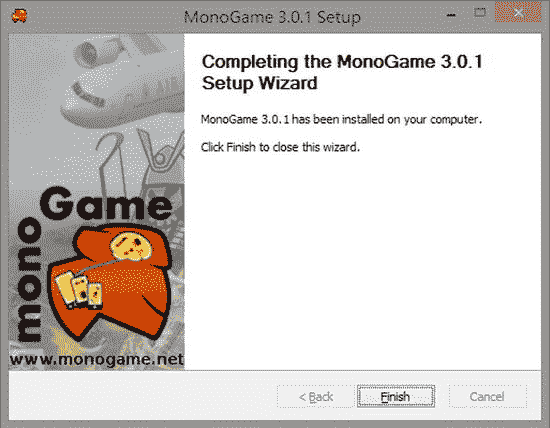 MonoGame 3.0.1 Setup
Completing the MonoGame 3.0.1
Setup Wizard
MonoGame 3.0.1 has been installed on your computer.
Click Finish to close this wizard.
monoGame
www.monogame.net
< Back
Finish
Cancel